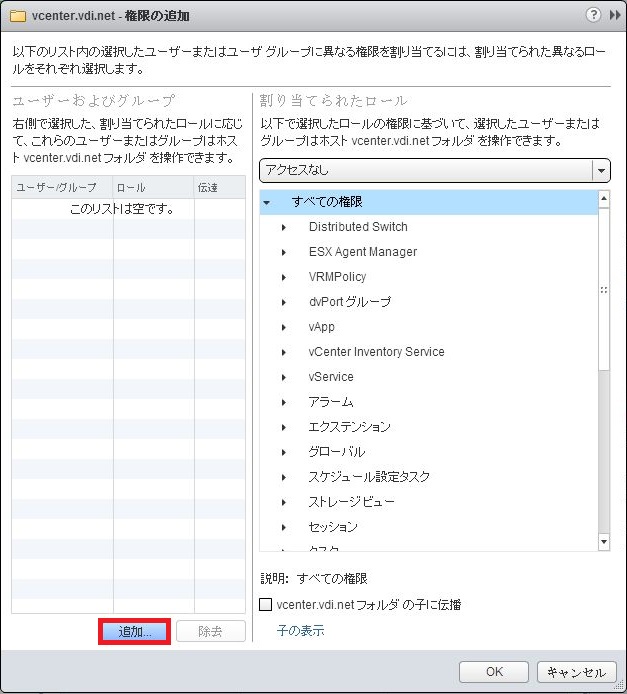 vcenter.vdi.net - 権限の追加
以下のリスト内の選択したユーザーまたはユーザ グループに異なる権限を割り当てるには、割り当てられた異なるロー
ルをそれぞれ選択します。
ユーザーおよびグループ
右側で選択した、割り当てられたロールに応じ
て、これらのユーザーまたはグループはホス
ト vcenter.vdi.net フォルダ を操作できます。
ユーザー/グループ ロール 伝達
このリストは空です。
追加... 除去
割り当てられたロール
以下で選択したロールの権限に基づいて、選択したユーザーまたは
グループはホスト vcenter.vdi.net フォルダ を操作できます。
アクセスなし
すべての権限
Distributed Switch
ESX Agent Manager
VRMPolicy
dvPort グループ
vApp
vCenter Inventory Service
vService
アラーム
エクステンション
グローバル
スケジュール設定タスク
ストレージ ビュー
セッション
タスク
説明: すべての権限
vcenter.vdi.net フォルダ の子に伝播
子の表示
OK キャンセル